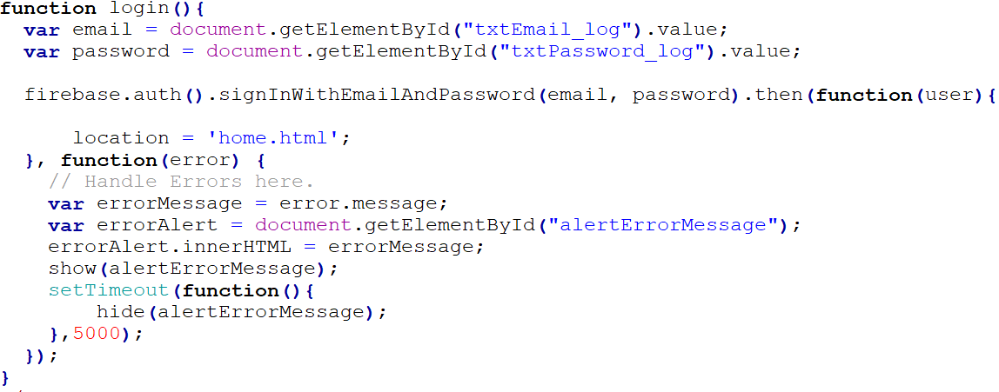 function login(){
  var email = document.getElementById("txtEmail_log").value;
  var password = document.getElementById("txtPassword_log").value;

  firebase.auth().signInWithEmailAndPassword(email, password).then(function(user){

      location = 'home.html';
  }, function(error) {
    // Handle Errors here.
    var errorMessage = error.message;
    var errorAlert = document.getElementById("alertErrorMessage");
    errorAlert.innerHTML = errorMessage;
    show(alertErrorMessage);
    setTimeout(function(){
        hide(alertErrorMessage);
    },5000);
  });
}